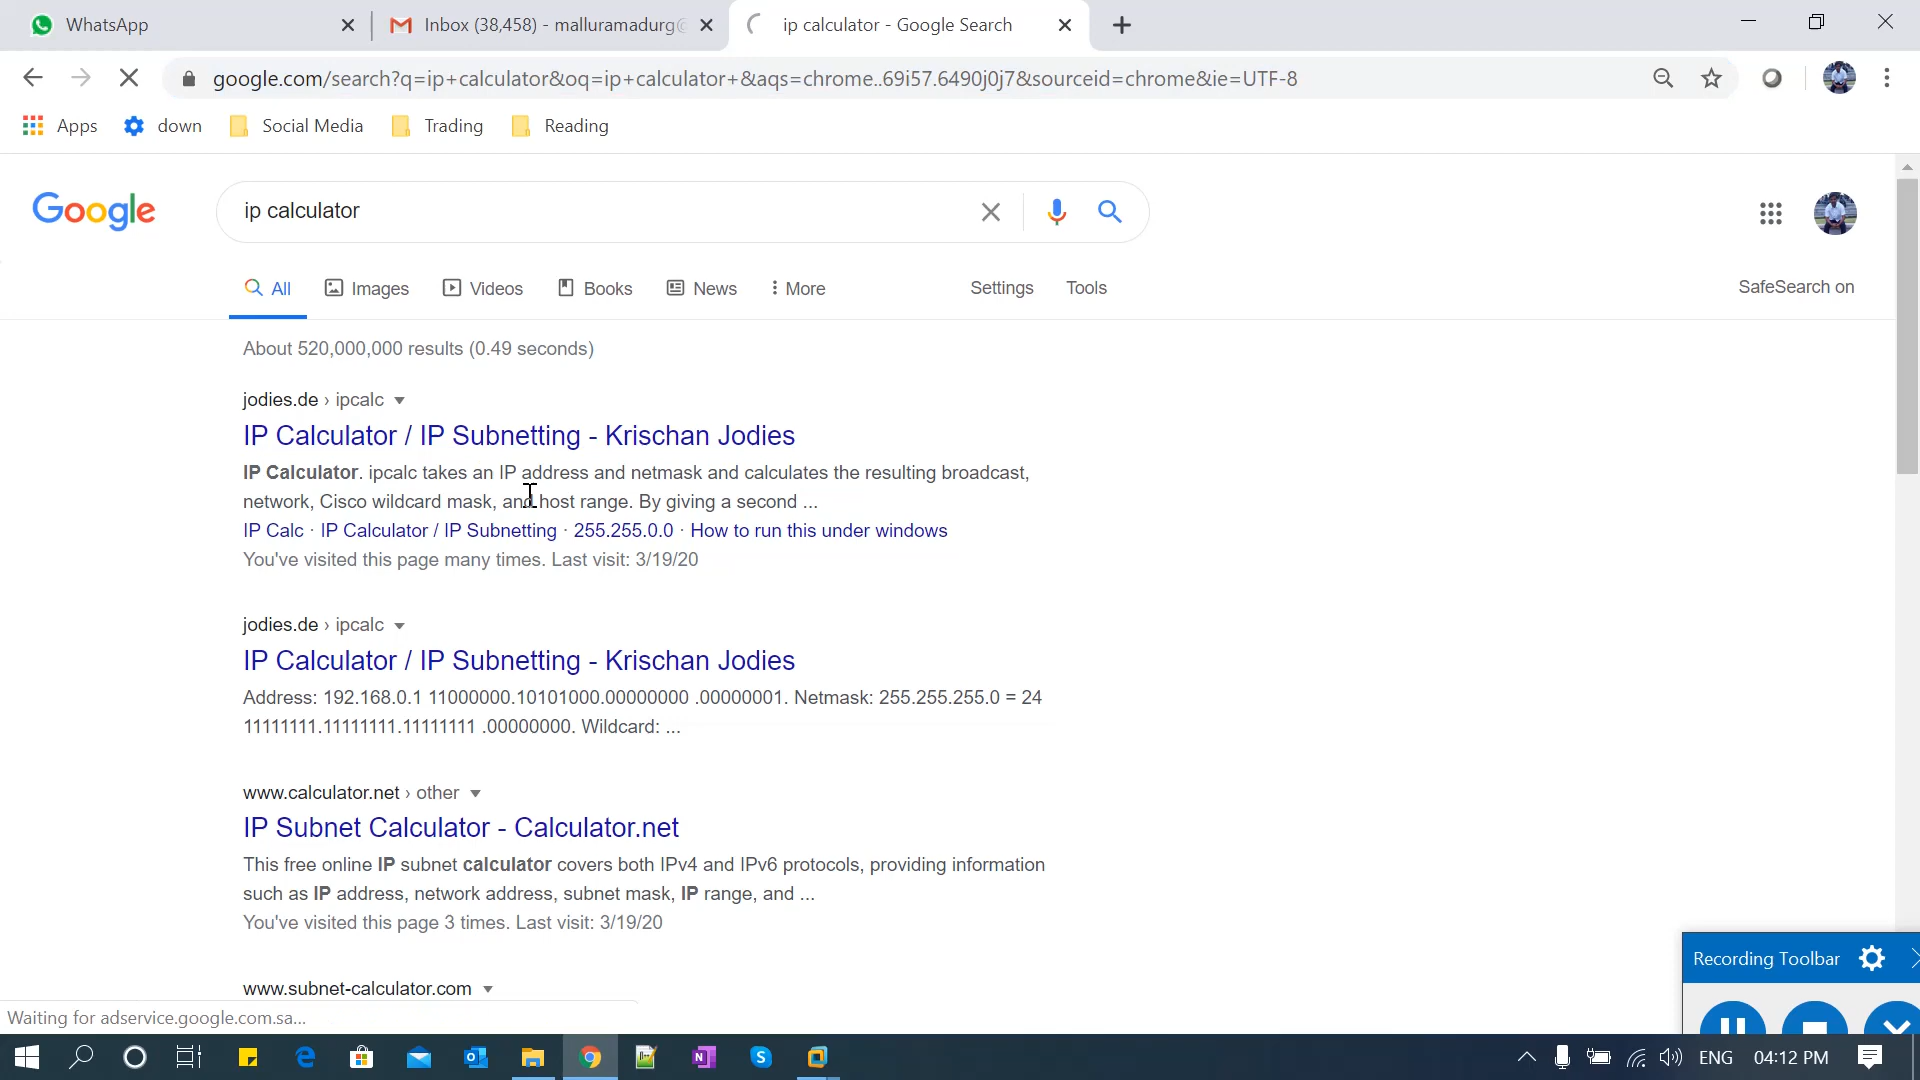 WhatsApp
Inbox (38,458) - malluramadurg@
ip calculator - Google Search
google.com/search?q=ip+calculator&oq=ip+calculator+&aqs=chrome..69i57.6490j0j7&sourceid=chrome&ie=UTF-8
Apps down Social Media Trading Reading
Google
ip calculator
All Images Videos Books News More Settings Tools SafeSearch on
About 520,000,000 results (0.49 seconds)
jodies.de › ipcalc
IP Calculator / IP Subnetting - Krischan Jodies
IP Calculator. ipcalc takes an IP address and netmask and calculates the resulting broadcast,
network, Cisco wildcard mask, and host range. By giving a second ...
IP Calc · IP Calculator / IP Subnetting · 255.255.0.0 · How to run this under windows
You've visited this page many times. Last visit: 3/19/20
jodies.de › ipcalc
IP Calculator / IP Subnetting - Krischan Jodies
Address: 192.168.0.1 11000000.10101000.00000000 .00000001. Netmask: 255.255.255.0 = 24
11111111.11111111.11111111 .00000000. Wildcard: ...
www.calculator.net › other
IP Subnet Calculator - Calculator.net
This free online IP subnet calculator covers both IPv4 and IPv6 protocols, providing information
such as IP address, network address, subnet mask, IP range, and ...
You've visited this page 3 times. Last visit: 3/19/20
www.subnet-calculator.com
Recording Toolbar
Waiting for adservice.google.com.sa...
ENG 04:12 PM